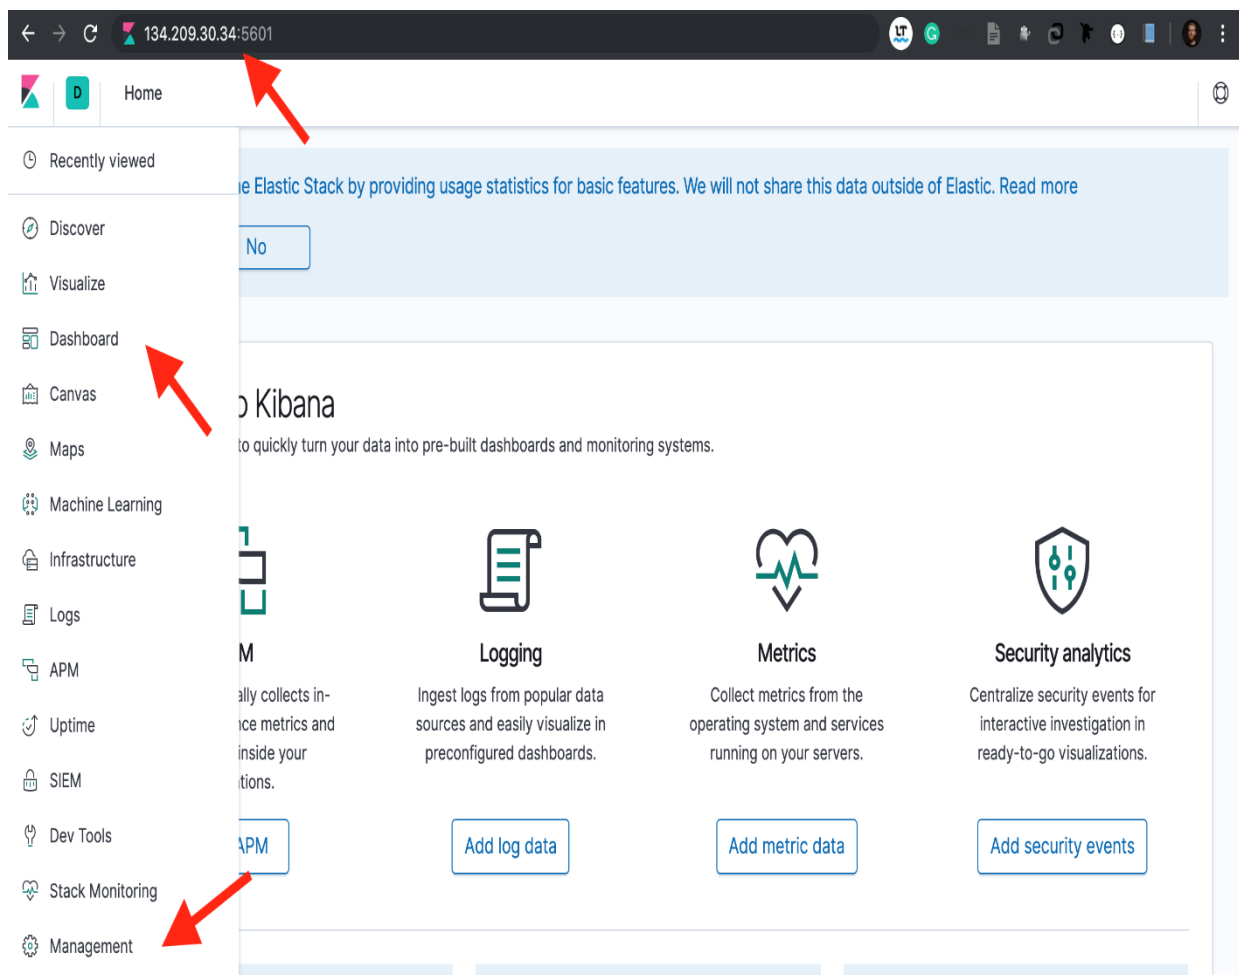 134.209.30.34:5601
D
Home
Recently viewed
Discover
Visualize
Dashboard
Canvas
Maps
Machine Learning
Infrastructure
Logs
APM
Uptime
SIEM
Dev Tools
Stack Monitoring
Management
e Elastic Stack by providing usage statistics for basic features. We will not share this data outside of Elastic. Read more
No
o Kibana
to quickly turn your data into pre-built dashboards and monitoring systems.
M
ally collects in-
nce metrics and
inside your
tions.
APM
Logging
Ingest logs from popular data
sources and easily visualize in
preconfigured dashboards.
Add log data
Metrics
Collect metrics from the
operating system and services
running on your servers.
Add metric data
Security analytics
Centralize security events for
interactive investigation in
ready-to-go visualizations.
Add security events